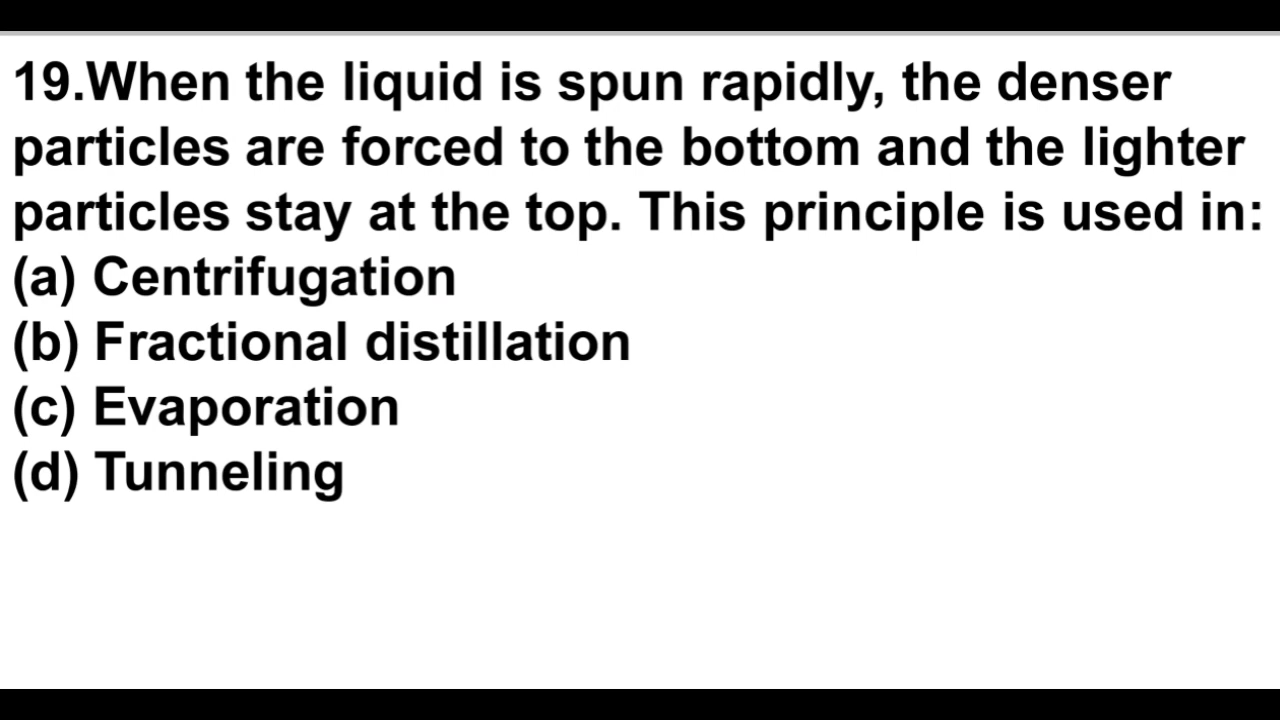 19.When the liquid is spun rapidly, the denser
particles are forced to the bottom and the lighter
particles stay at the top. This principle is used in:
(a) Centrifugation
(b) Fractional distillation
(c) Evaporation
(d) Tunneling